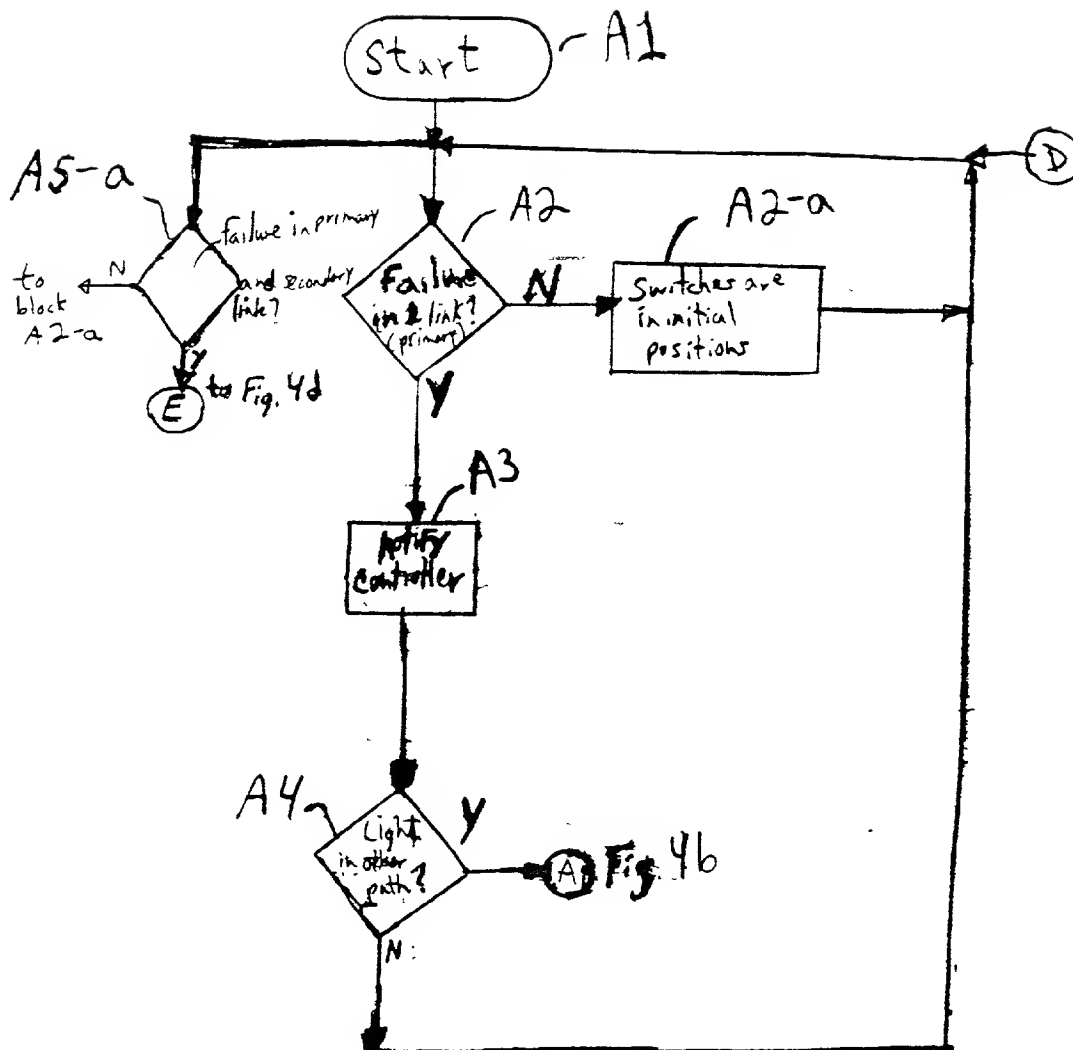 Start
A1
D
A5-a
failure in primary
and secondary
link?
N
to
block
A2-a
Y
E
to Fig. 4d
A2
Failure
in link?
(primary)
N
Y
A2-a
Switches are
in initial
positions
A3
Notify
controller
A4
Light
in other
path?
Y
A
Fig. 4b
N